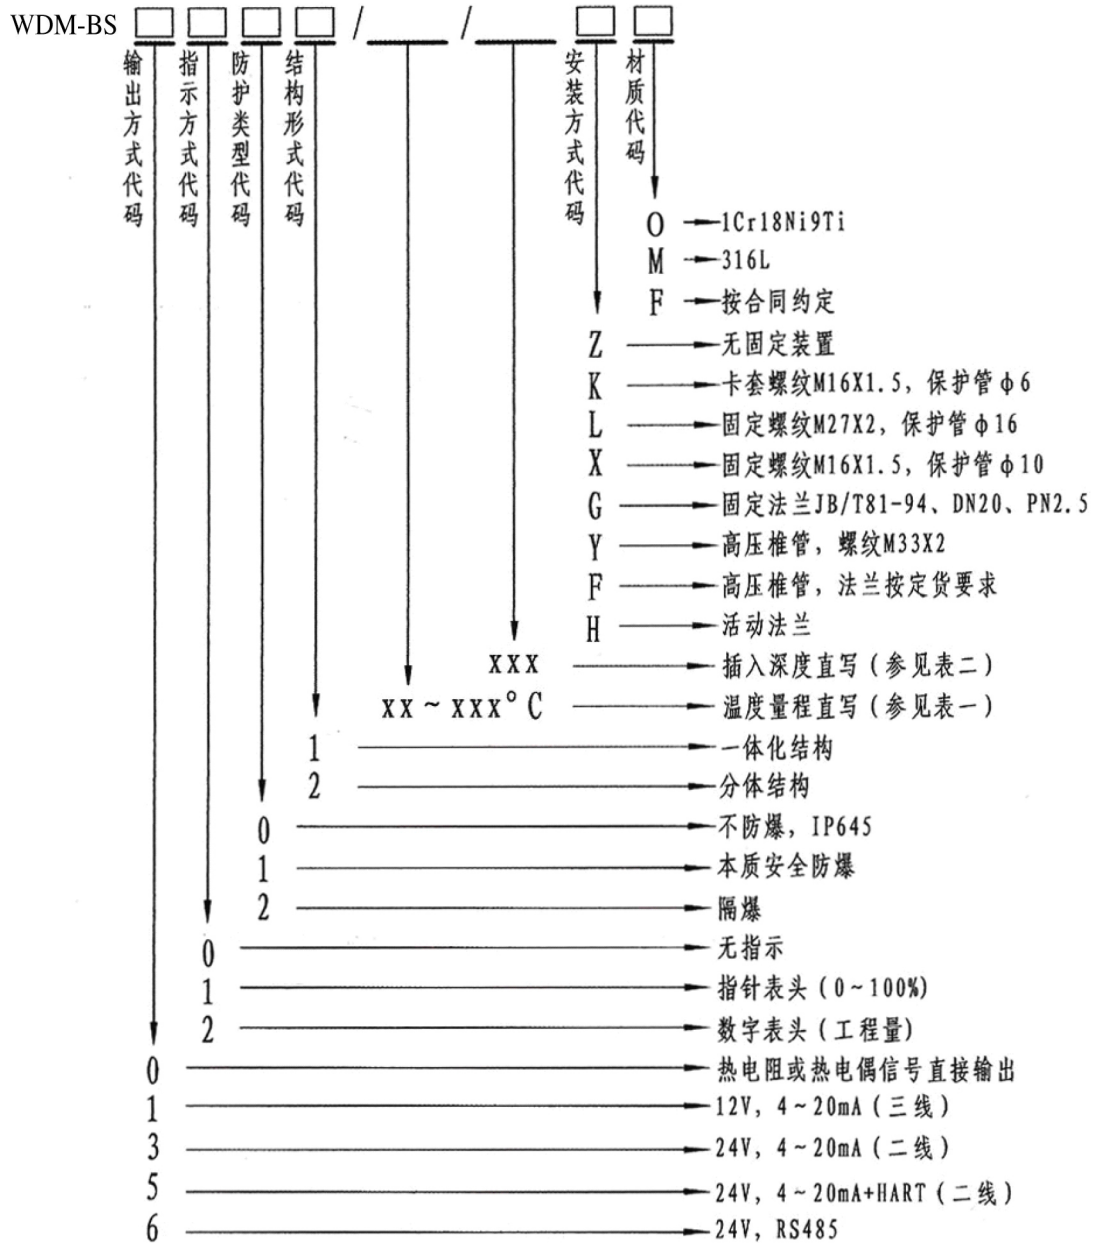 WDM-BS / /
输出方式代码
指示方式代码
防护类型代码
结构形式代码
安装方式代码
材质代码
O 1Cr18Ni9Ti
M 316L
F 按合同约定
Z 无固定装置
K 卡套螺纹M16X1.5, 保护管φ6
L 固定螺纹M27X2, 保护管φ16
X 固定螺纹M16X1.5, 保护管φ10
G 固定法兰JB/T81-94、DN20、PN2.5
Y 高压椎管, 螺纹M33X2
F 高压椎管, 法兰按定货要求
H 活动法兰
xxx 插入深度直写(参见表二)
xx~xxx°C 温度量程直写(参见表一)
1 一体化结构
2 分体结构
0 不防爆, IP645
1 本质安全防爆
2 隔爆
0 无指示
1 指针表头(0~100%)
2 数字表头(工程量)
0 热电阻或热电偶信号直接输出
1 12V, 4~20mA(三线)
3 24V, 4~20mA(二线)
5 24V, 4~20mA+HART(二线)
6 24V, RS485